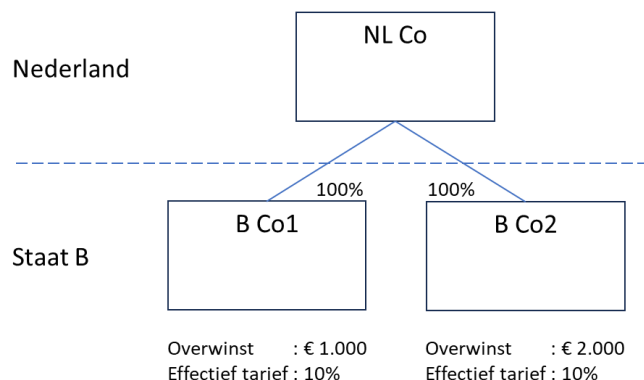 NL Co
Nederland
100% 100%
B Co1 B Co2
Staat B
Overwinst : € 1.000 Overwinst : € 2.000
Effectief tarief : 10% Effectief tarief : 10%